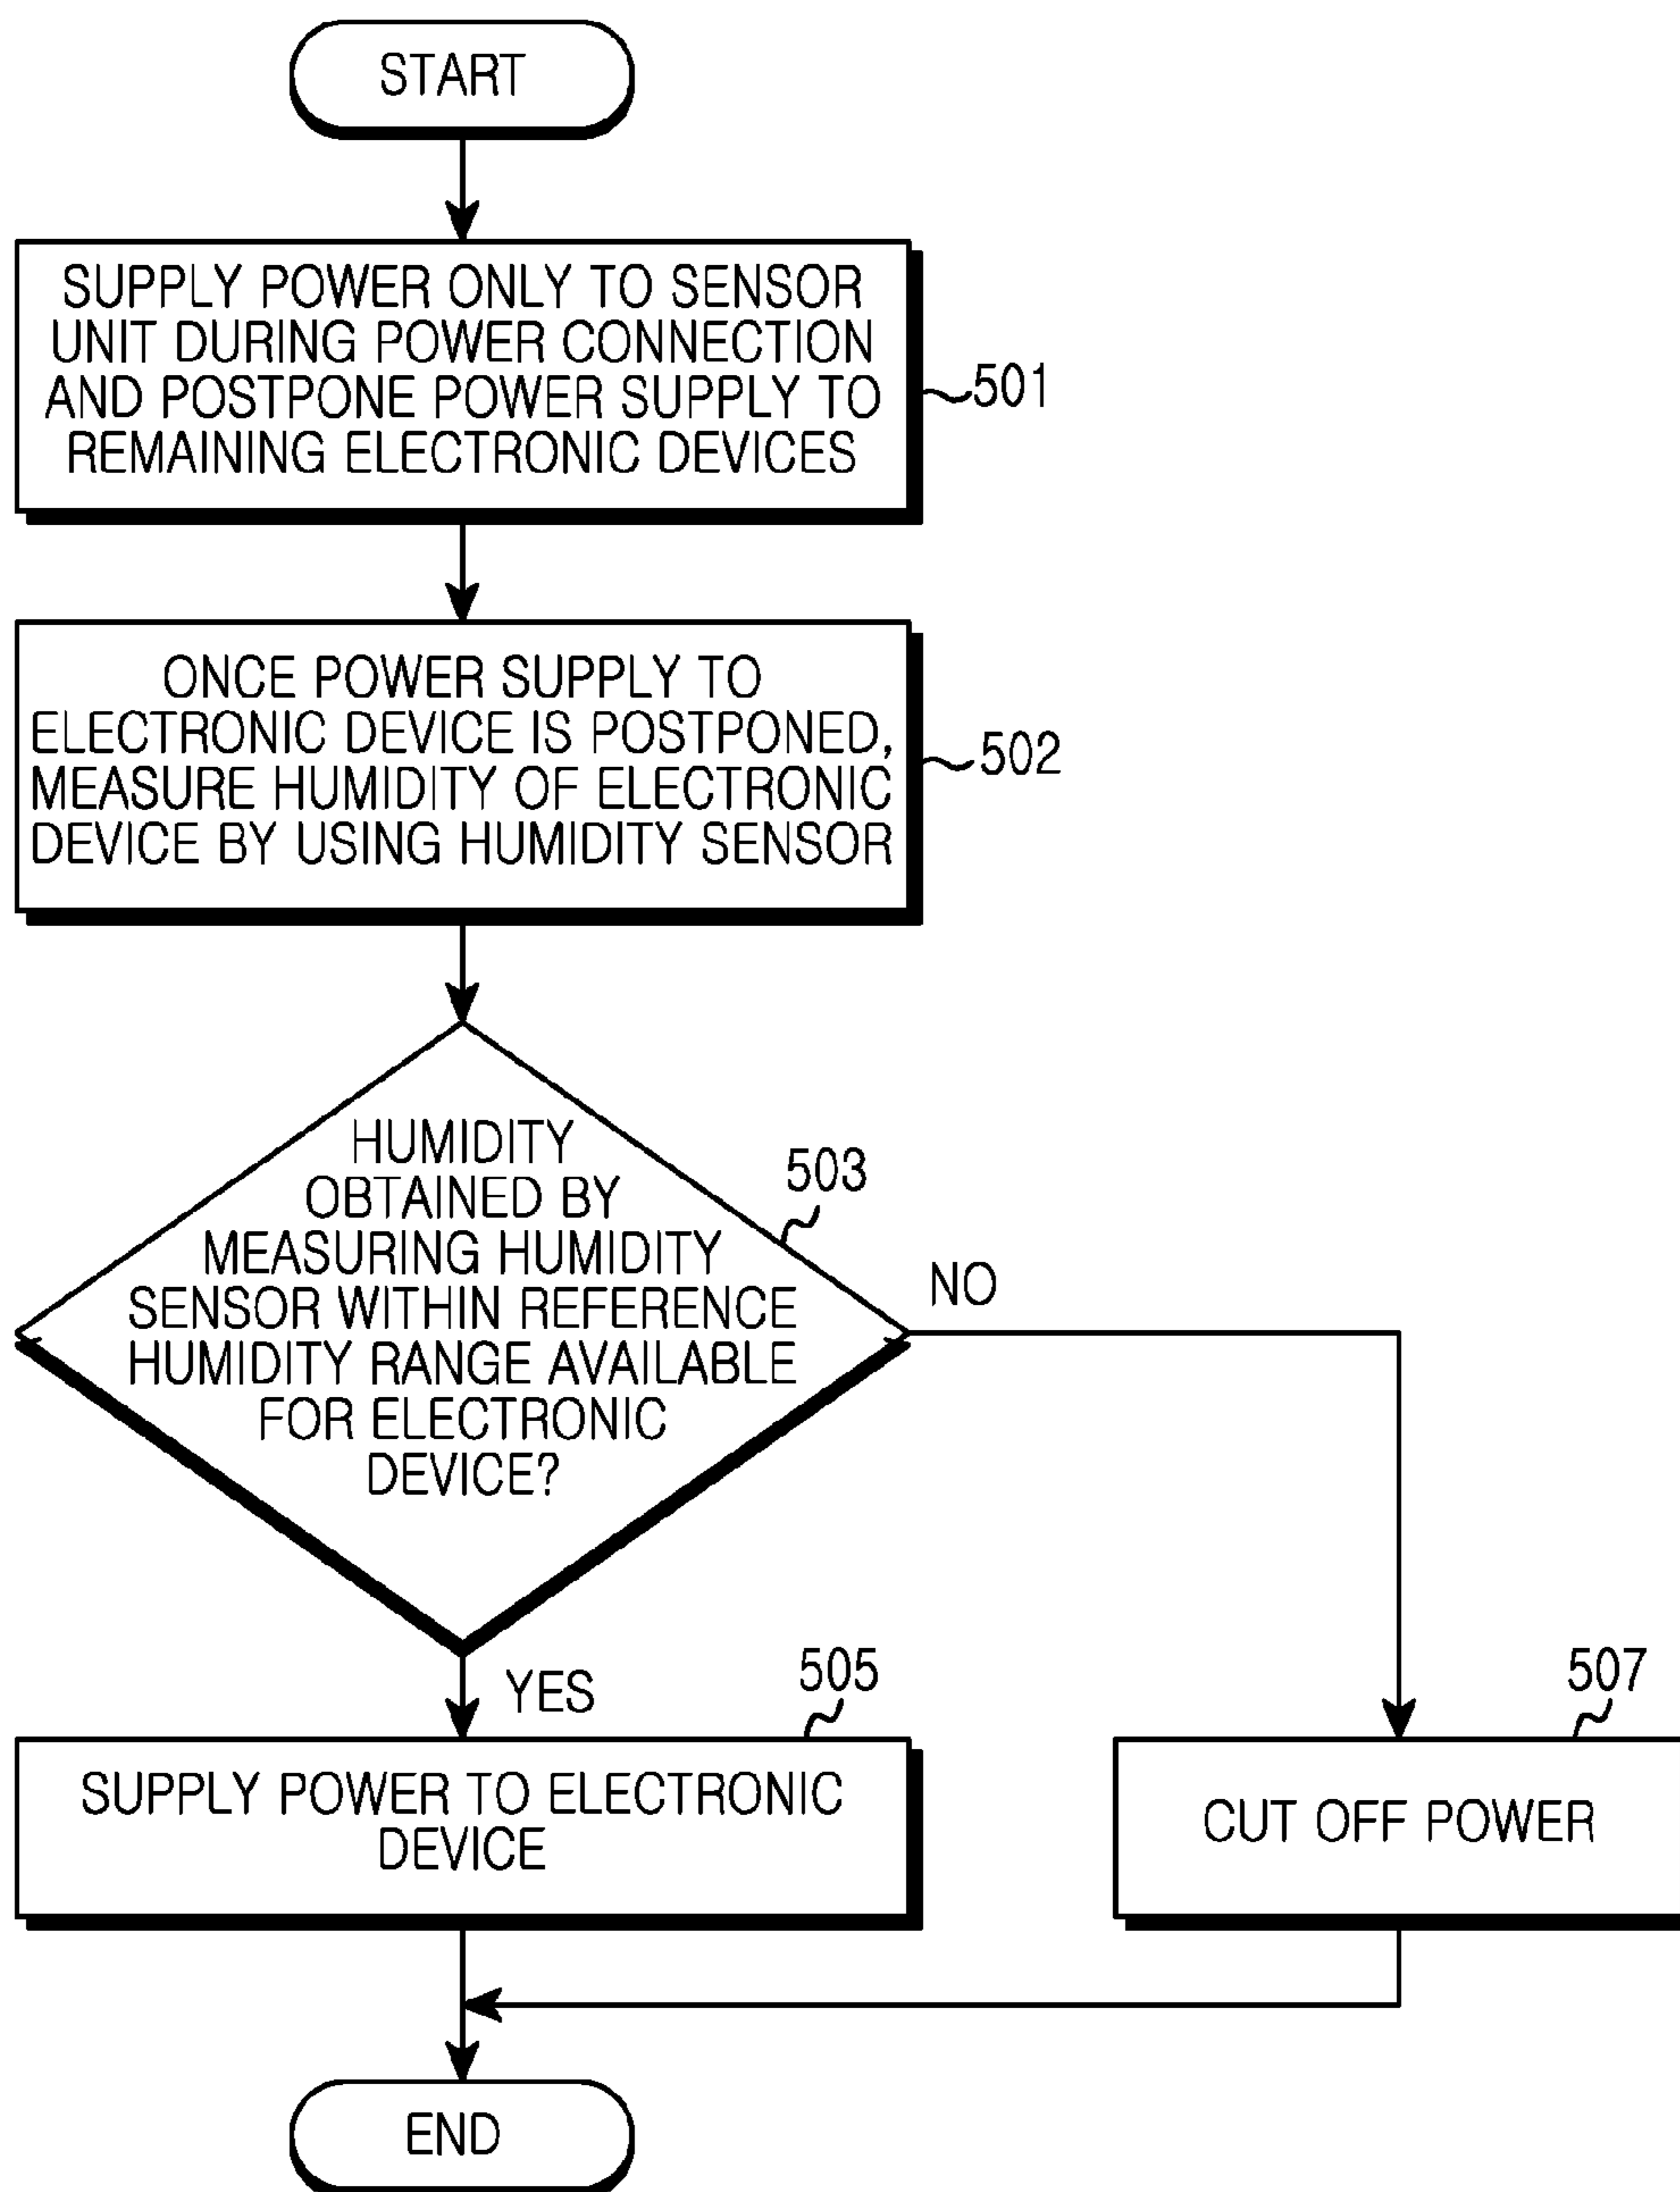 START
SUPPLY POWER ONLY TO SENSOR
UNIT DURING POWER CONNECTION
AND POSTPONE POWER SUPPLY TO
REMAINING ELECTRONIC DEVICES
501
ONCE POWER SUPPLY TO
ELECTRONIC DEVICE IS POSTPONED,
MEASURE HUMIDITY OF ELECTRONIC
DEVICE BY USING HUMIDITY SENSOR
502
HUMIDITY
OBTAINED BY
MEASURING HUMIDITY
SENSOR WITHIN REFERENCE
HUMIDITY RANGE AVAILABLE
FOR ELECTRONIC
DEVICE?
503
NO
YES
505
SUPPLY POWER TO ELECTRONIC
DEVICE
507
CUT OFF POWER
END